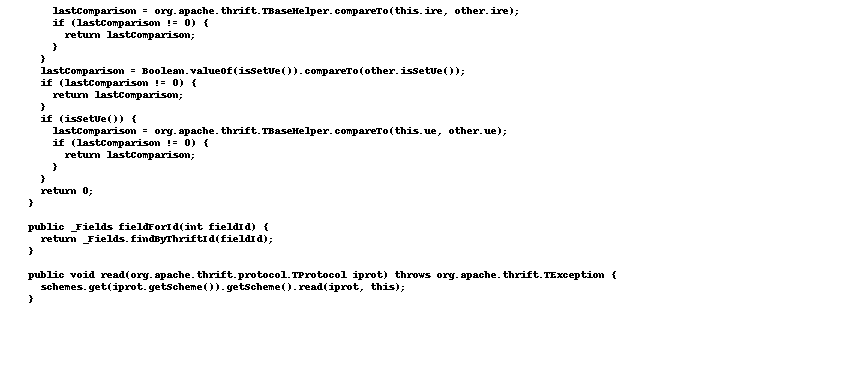 lastComparison = org.apache.thrift.TBaseHelper.compareTo(this.ire, other.ire);
if (lastComparison != 0) {
return lastComparison;
}
}
lastComparison = Boolean.valueOf(isSetUe()).compareTo(other.isSetUe());
if (lastComparison != 0) {
return lastComparison;
}
if (isSetUe()) {
lastComparison = org.apache.thrift.TBaseHelper.compareTo(this.ue, other.ue);
if (lastComparison != 0) {
return lastComparison;
}
}
return 0;
}
public _Fields fieldForId(int fieldId) {
return _Fields.findByThriftId(fieldId);
}
public void read(org.apache.thrift.protocol.TProtocol iprot) throws org.apache.thrift.TException {
schemes.get(iprot.getScheme()).getScheme().read(iprot, this);
}